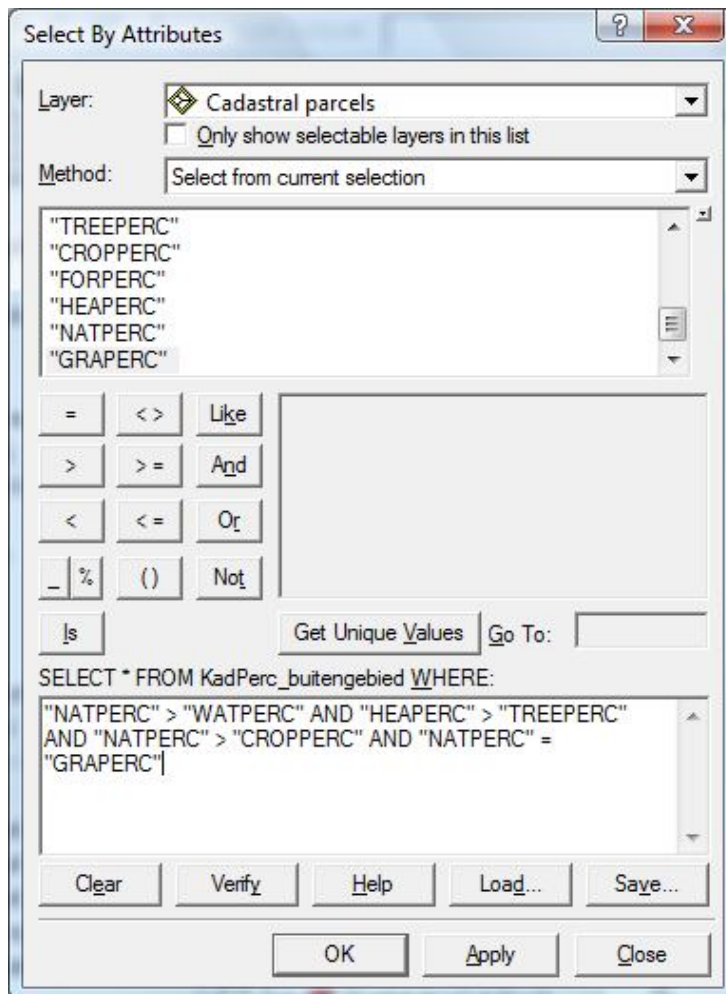 Select By Attributes
? X
Layer: Cadastral parcels
Only show selectable layers in this list
Method: Select from current selection
"TREEPERC"
"CROPPERC"
"FORPERC"
"HEAPERC"
"NATPERC"
"GRAPERC"
= < > Like
> > = And
< < = Or
_ % ( ) Not
Is Get Unique Values Go To:
SELECT * FROM KadPerc_buitengebied WHERE:
"NATPERC" > "WATPERC" AND "HEAPERC" > "TREEPERC"
AND "NATPERC" > "CROPPERC" AND "NATPERC" =
"GRAPERC"
Clear Verify Help Load... Save...
OK Apply Close